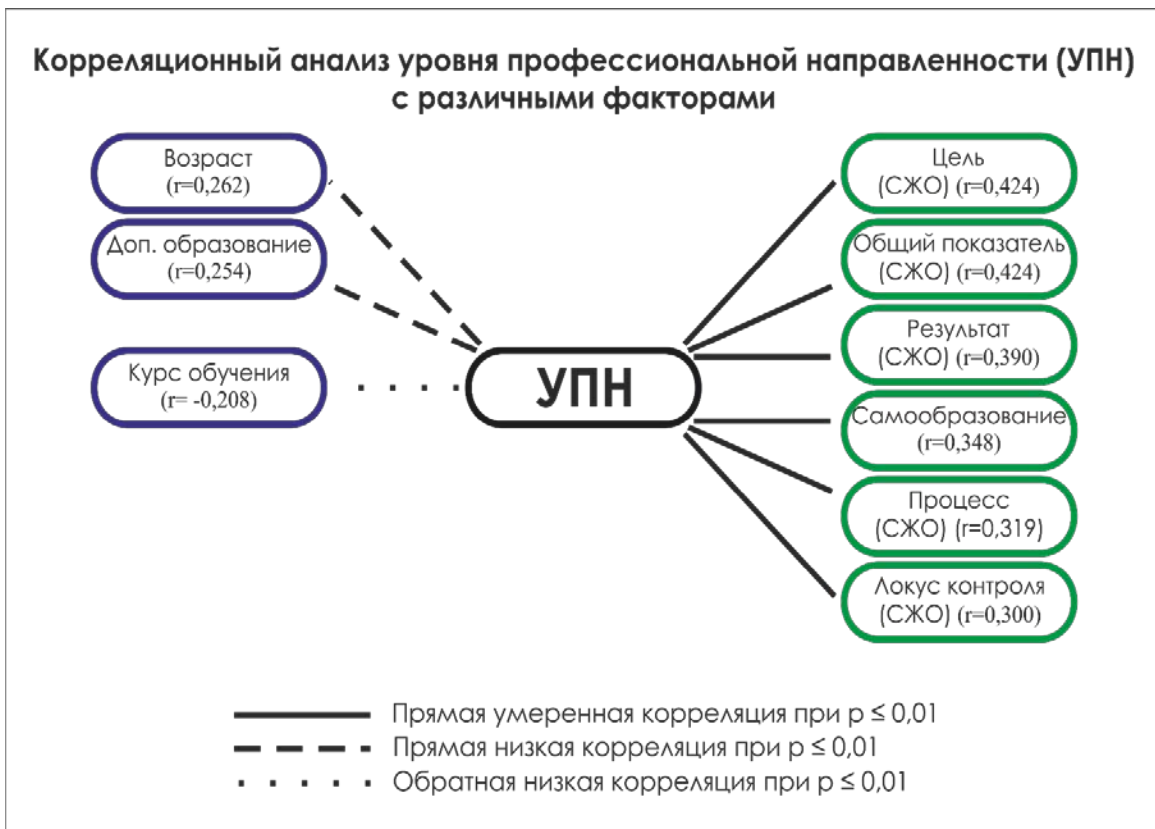 Корреляционный анализ уровня профессиональной направленности (УПН)
с различными факторами
Возраст
(r=0,262)
Доп. образование
(r=0,254)
Курс обучения
(r= -0,208)
УПН
Цель
(СЖО) (r=0,424)
Общий показатель
(СЖО) (r=0,424)
Результат
(СЖО) (r=0,390)
Самообразование
(r=0,348)
Процесс
(СЖО) (r=0,319)
Локус контроля
(СЖО) (r=0,300)
Прямая умеренная корреляция при p ≤ 0,01
Прямая низкая корреляция при p ≤ 0,01
Обратная низкая корреляция при p ≤ 0,01